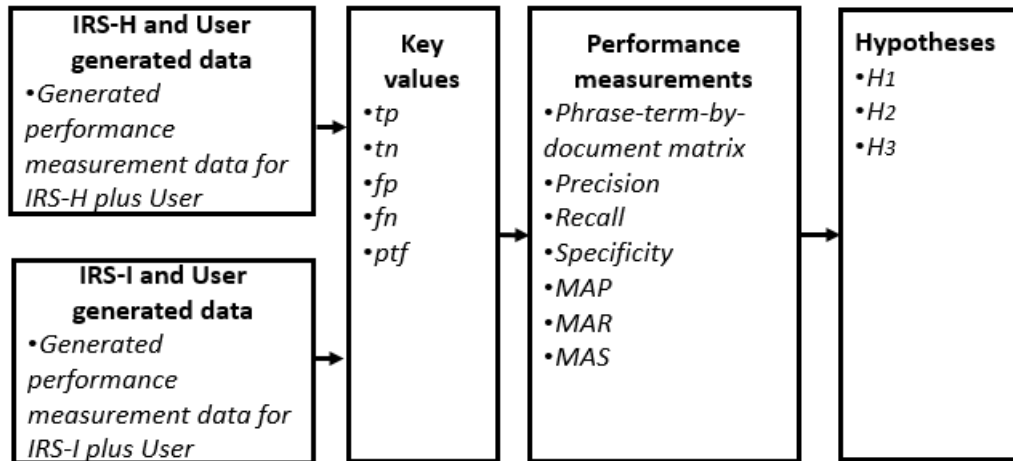 IRS-H and User
generated data
•Generated
performance
measurement data for
IRS-H plus User
IRS-I and User
generated data
•Generated
performance
measurement data for
IRS-I plus User
Key
values
•tp
•tn
•fp
•fn
•ptf
Performance
measurements
•Phrase-term-by-
document matrix
•Precision
•Recall
•Specificity
•MAP
•MAR
•MAS
Hypotheses
•H1
•H2
•H3